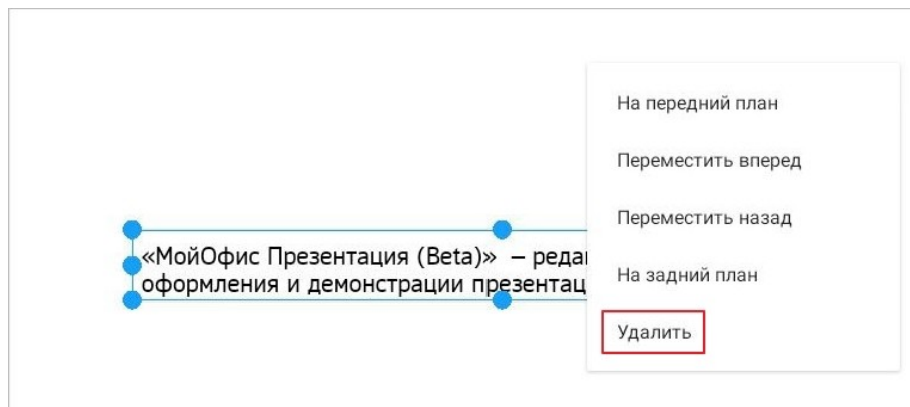 «МойОфис Презентация (Beta)» – редак
оформления и демонстрации презентац
На передний план
Переместить вперед
Переместить назад
На задний план
Удалить